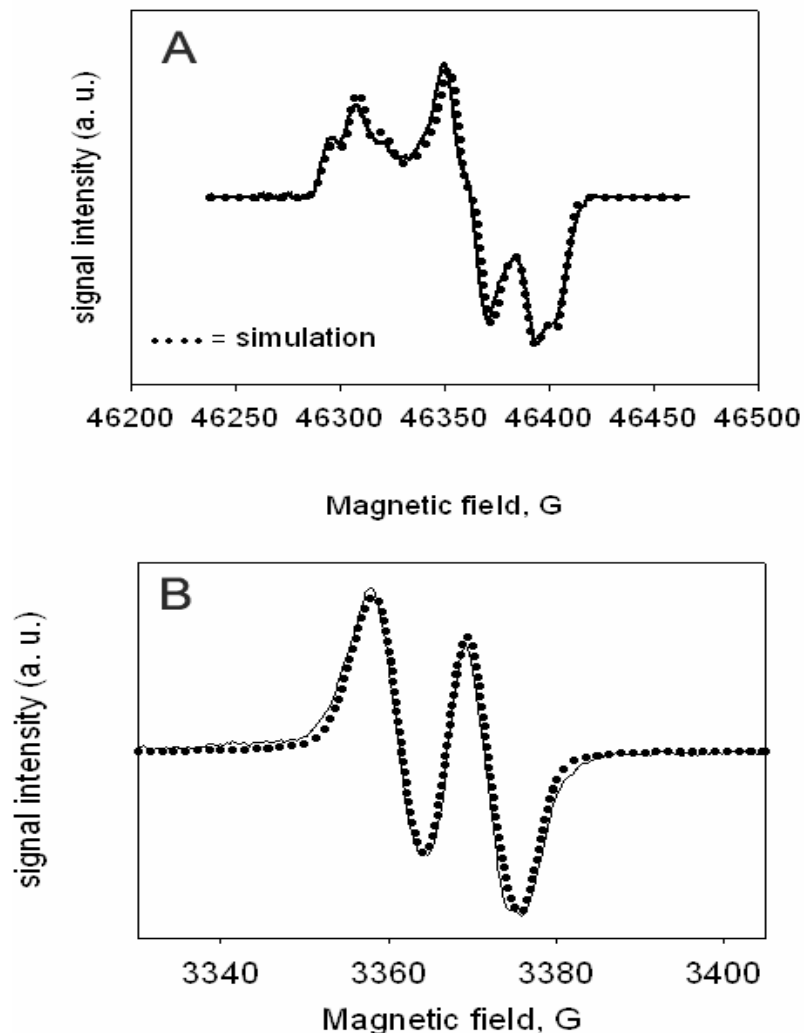 A
signal intensity (a. u.)
= simulation
46200 46250 46300 46350 46400 46450 46500
Magnetic field, G
B
signal intensity (a. u.)
3340 3360 3380 3400
Magnetic field, G